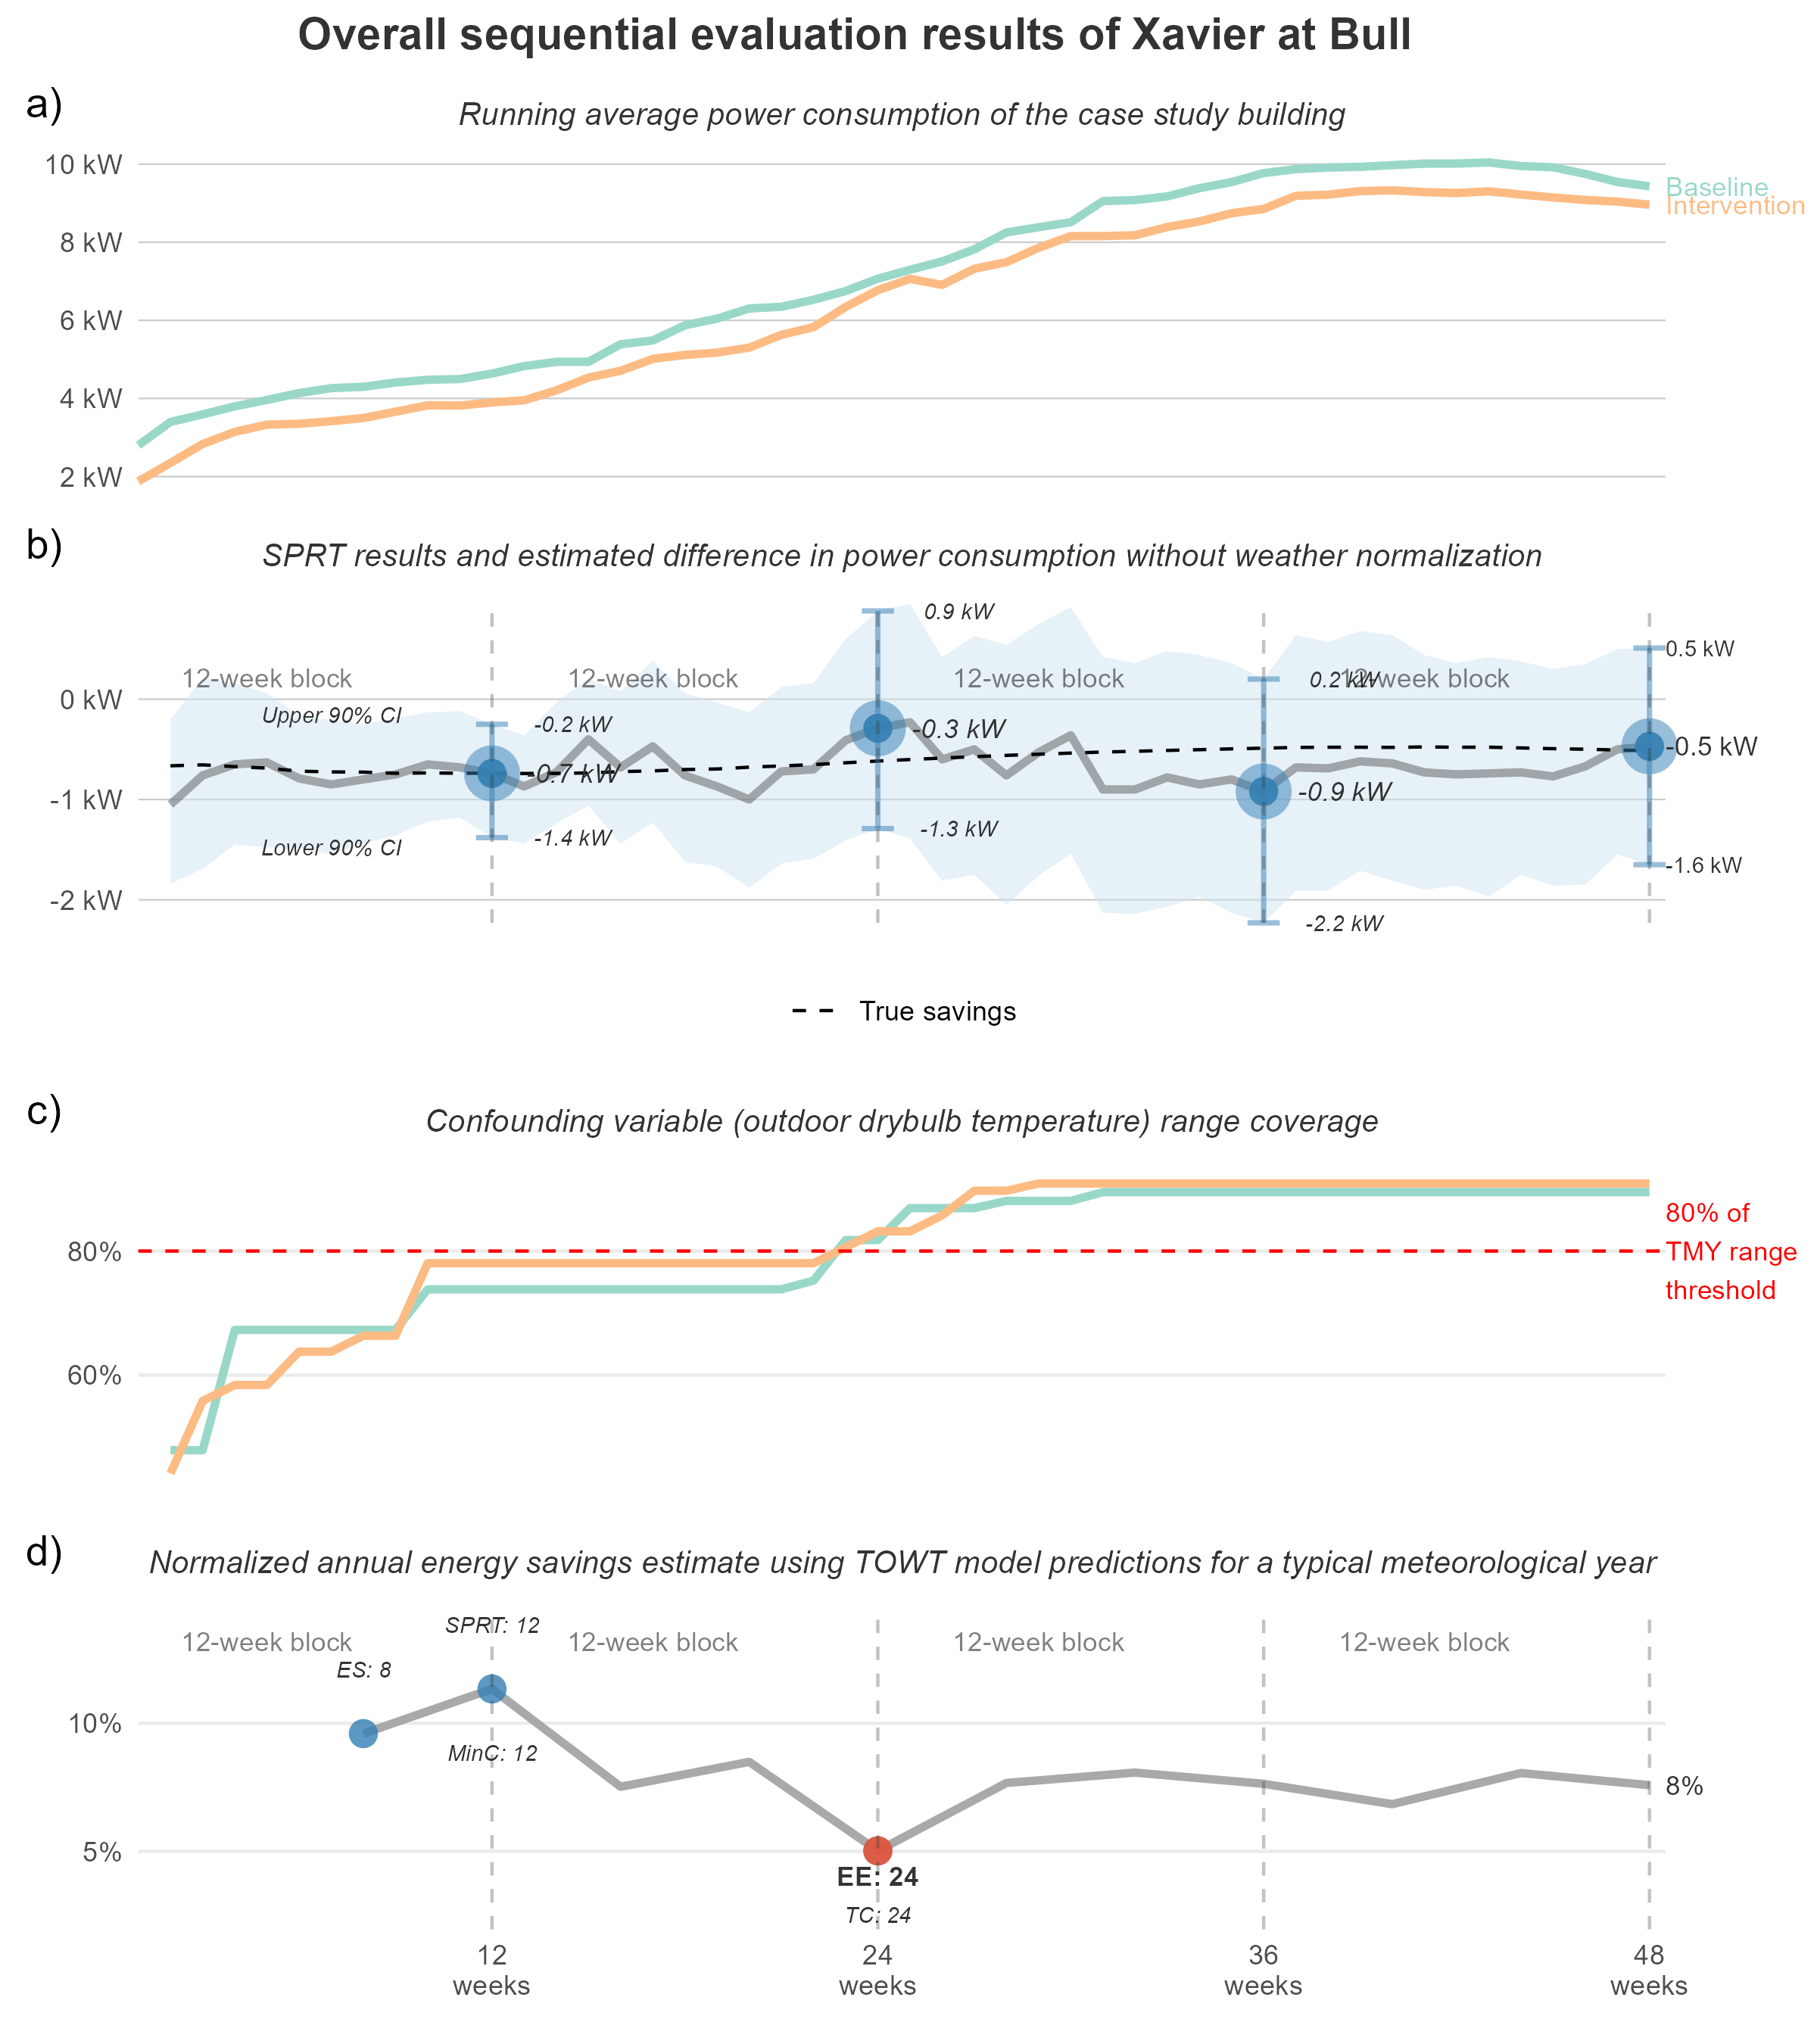 Overall sequential evaluation results of Xavier at Bull
a)
Running average power consumption of the case study building
10 kW
8 kW
6 kW
4 kW
2 kW
Baseline
Intervention
b)
SPRT results and estimated difference in power consumption without weather normalization
0.9 kW
0.5 kW
12-week block
12-week block
12-week block
0.2 kW
12-week block
0 kW
Upper 90% CI
-0.2 kW
-0.3 kW
-0.5 kW
-0.7 kW
-1 kW
-0.9 kW
-1.3 kW
-1.4 kW
Lower 90% CI
-1.6 kW
-2 kW
-2.2 kW
True savings
c)
Confounding variable (outdoor drybulb temperature) range coverage
80%
60%
80% of
TMY range
threshold
d)
Normalized annual energy savings estimate using TOWT model predictions for a typical meteorological year
SPRT: 12
12-week block
12-week block
12-week block
12-week block
ES: 8
10%
MinC: 12
8%
5%
EE: 24
TC: 24
12
weeks
24
weeks
36
weeks
48
weeks